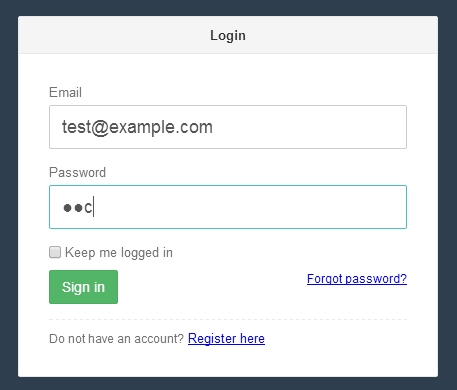 Login
Email
test@example.com
Password
●●c
Keep me logged in
Sign in
Forgot password?
Do not have an account? Register here